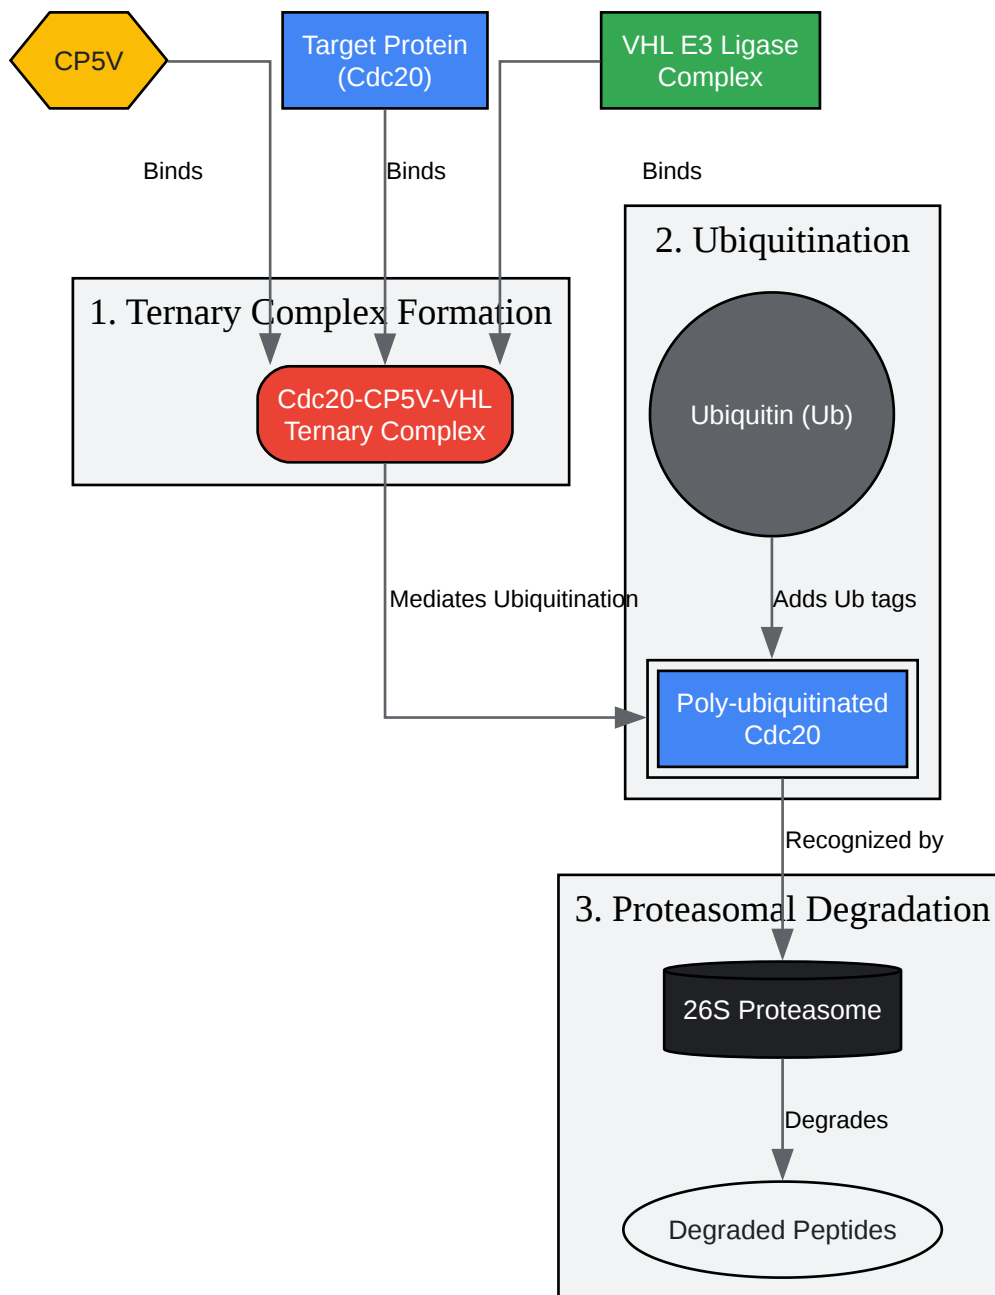 CP5V
Target Protein
(Cdc20)
VHL E3 Ligase
Complex
Binds
Binds
Binds
1. Ternary Complex Formation
Cdc20-CP5V-VHL
Ternary Complex
2. Ubiquitination
Ubiquitin (Ub)
Mediates Ubiquitination
Adds Ub tags
Poly-ubiquitinated
Cdc20
Recognized by
3. Proteasomal Degradation
26S Proteasome
Degrades
Degraded Peptides